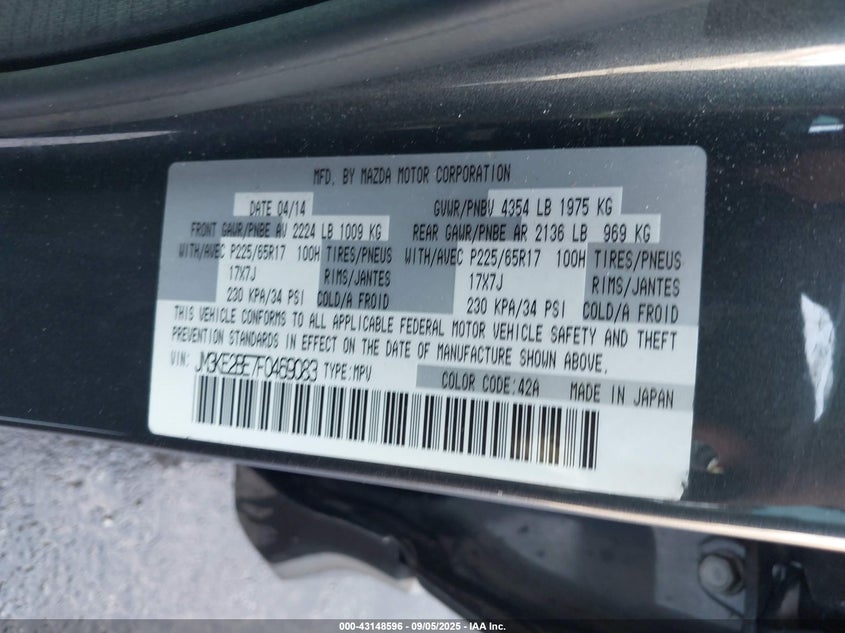 MFD. BY MAZDA MOTOR CORPORATION
DATE 04/14 GVWR/PNBV 4354 LB 1975 KG
FRONT GAWR/PNBE AV 2224 LB 1009 KG REAR GAWR/PNBE AR 2136 LB 969 KG
WITH/AVEC P225/65R17 100H TIRES/PNEUS WITH/AVEC P225/65R17 100H TIRES/PNEUS
17X7J RIMS/JANTES 17X7J RIMS/JANTES
230 KPA/34 PSI COLD/A FROID 230 KPA/34 PSI COLD/A FROID
THIS VEHICLE CONFORMS TO ALL APPLICABLE FEDERAL MOTOR VEHICLE SAFETY AND THEFT
PREVENTION STANDARDS IN EFFECT ON THE DATE OF MANUFACTURE SHOWN ABOVE.
VIN: JM3KE2BE7F0469083 TYPE:MPV
COLOR CODE:42A MADE IN JAPAN
000-43148596 - 09/05/2025 - IAA Inc.